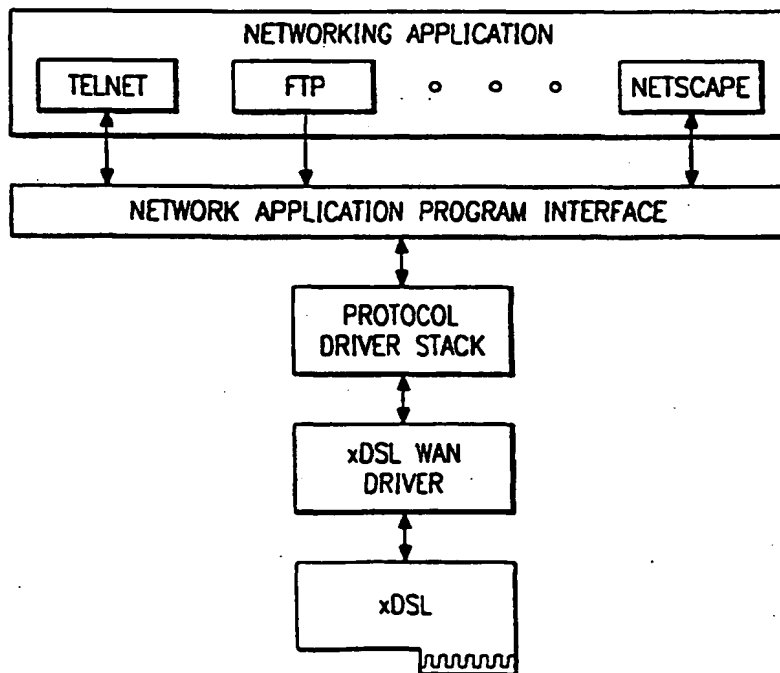 NETWORKING APPLICATION
TELNET
FTP
NETSCAPE
NETWORK APPLICATION PROGRAM INTERFACE
PROTOCOL
DRIVER STACK
xDSL WAN
DRIVER
xDSL